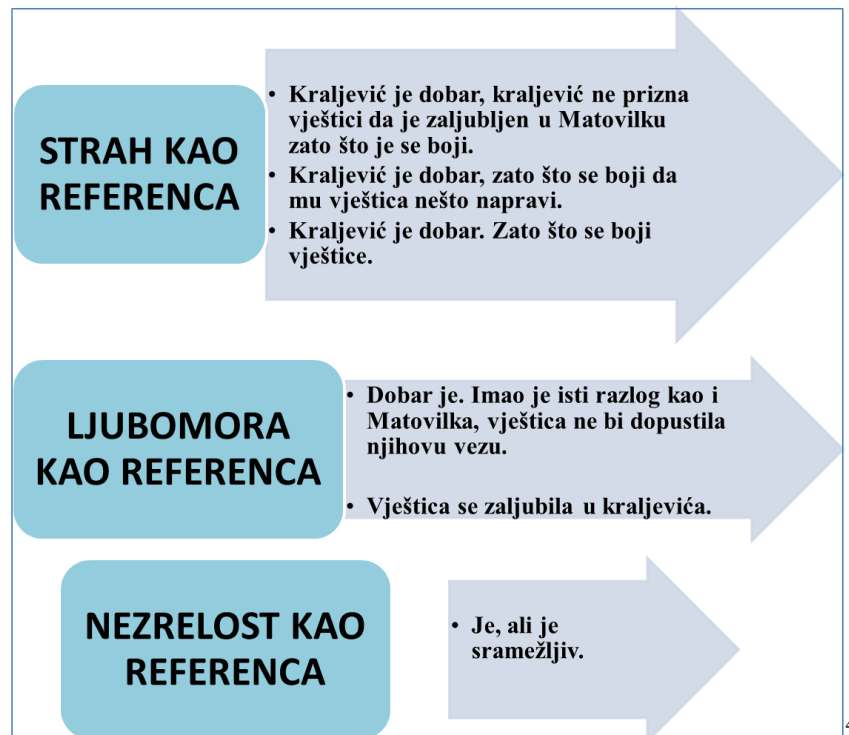 STRAH KAO
REFERENCA
• Kraljević je dobar, kraljević ne prizna
vještici da je zaljubljen u Matovilku
zato što je se boji.
• Kraljević je dobar, zato što se boji da
mu vještica nešto napravi.
• Kraljević je dobar. Zato što se boji
vještice.
LJUBOMORA
KAO REFERENCA
• Dobar je. Imao je isti razlog kao i
Matovilka, vještica ne bi dopustila
njihovu vezu.
• Vještica se zaljubila u kraljevića.
NEZRELOST KAO
REFERENCA
• Je, ali je
sramežljiv.